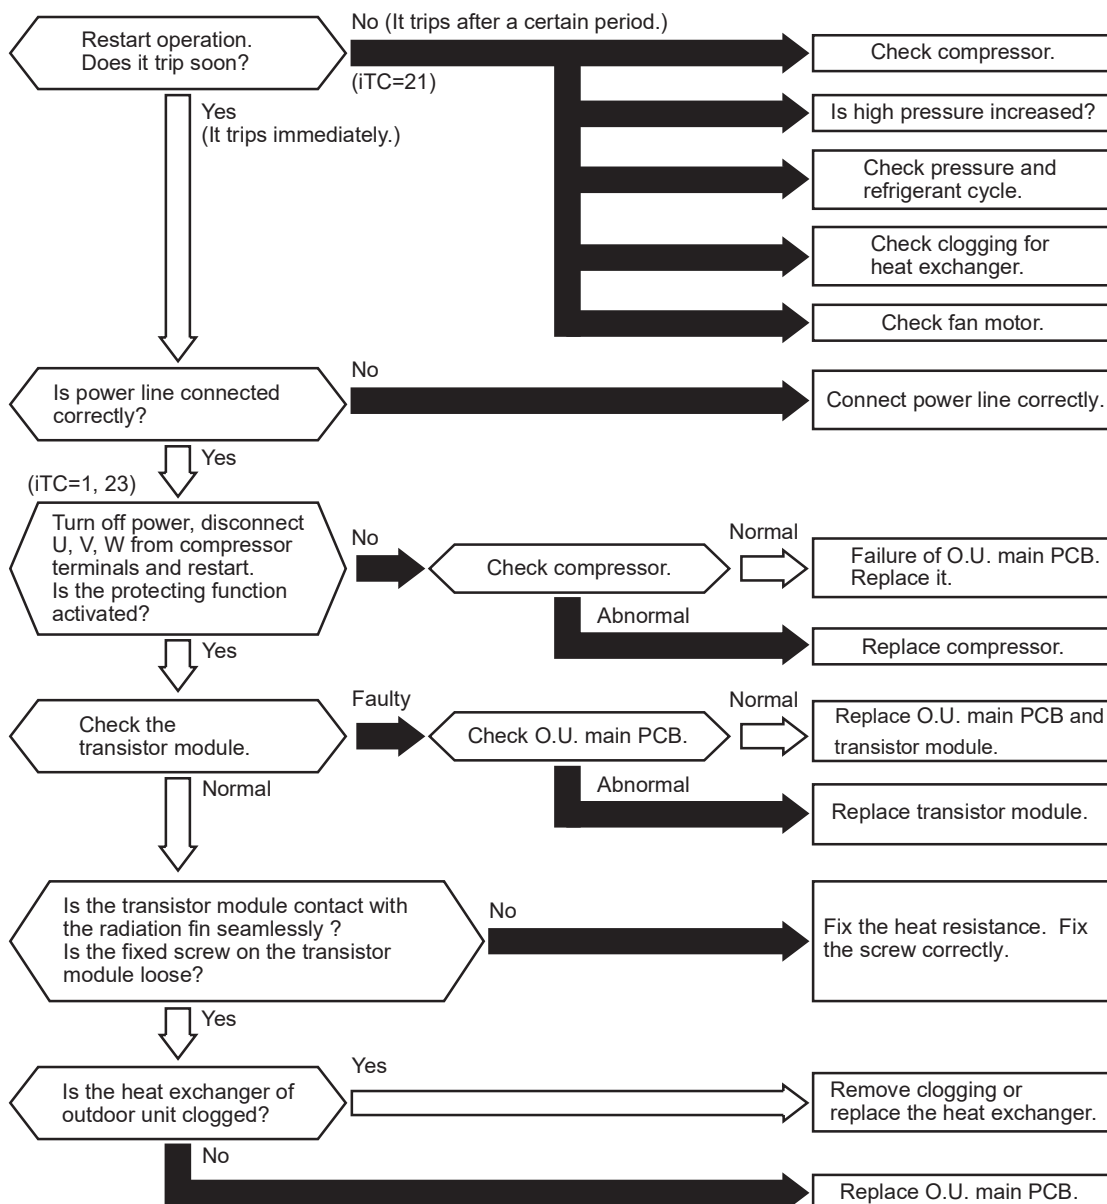 Restart operation.
Does it trip soon?
No (It trips after a certain period.)
(iTC=21)
Check compressor.
Is high pressure increased?
Check pressure and
refrigerant cycle.
Check clogging for
heat exchanger.
Check fan motor.
Yes
(It trips immediately.)
Is power line connected
correctly?
No
Connect power line correctly.
Yes
(iTC=1, 23)
Turn off power, disconnect
U, V, W from compressor
terminals and restart.
Is the protecting function
activated?
No
Check compressor.
Normal
Failure of O.U. main PCB.
Replace it.
Abnormal
Replace compressor.
Yes
Check the
transistor module.
Faulty
Check O.U. main PCB.
Normal
Replace O.U. main PCB and
transistor module.
Abnormal
Replace transistor module.
Normal
Is the transistor module contact with
the radiation fin seamlessly ?
Is the fixed screw on the transistor
module loose?
No
Fix the heat resistance. Fix
the screw correctly.
Yes
Is the heat exchanger of
outdoor unit clogged?
Yes
Remove clogging or
replace the heat exchanger.
No
Replace O.U. main PCB.